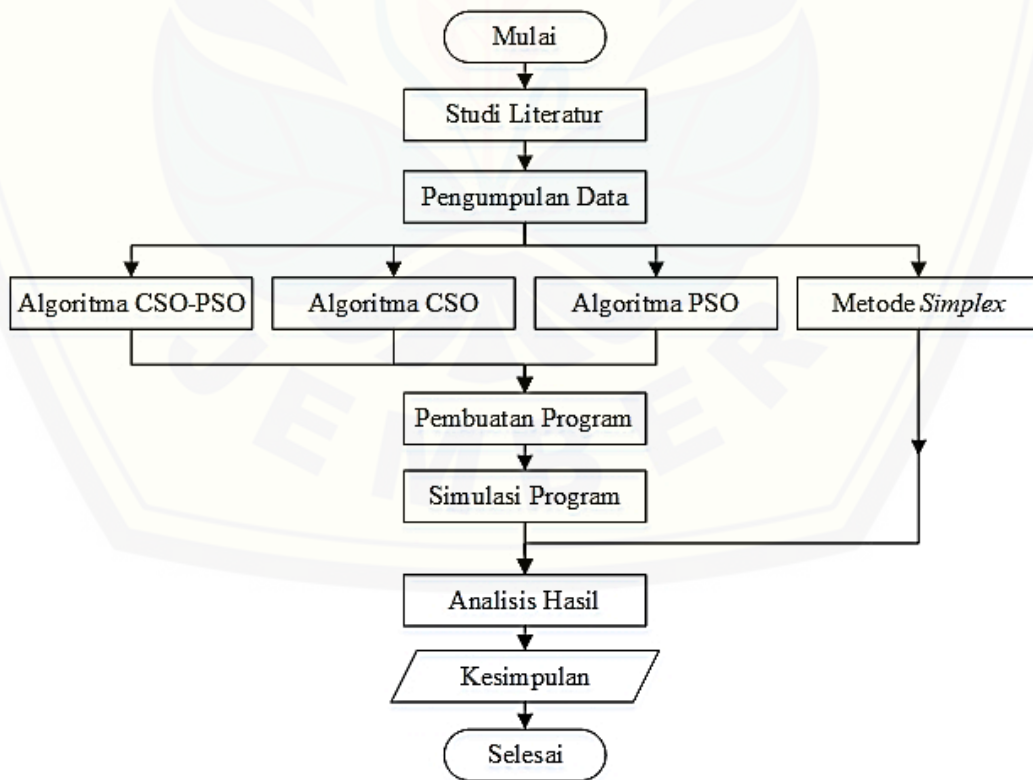 Mulai
Studi Literatur
Pengumpulan Data
Algoritma CSO-PSO
Algoritma CSO
Algoritma PSO
Metode Simplex
JEMBER
Pembuatan Program
Simulasi Program
Analisis Hasil
Kesimpulan
Selesai